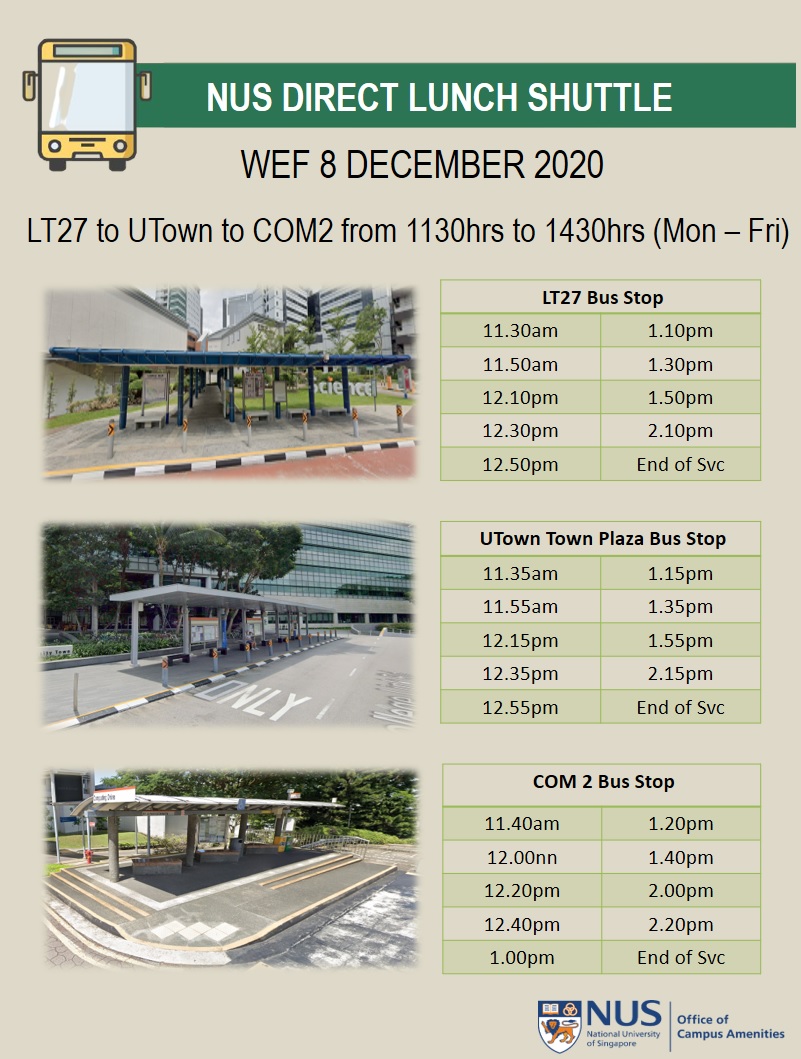 NUS DIRECT LUNCH SHUTTLE
WEF 8 DECEMBER 2020
LT27 to UTown to COM2 from 1130hrs to 1430hrs (Mon – Fri)
Science
LT27 Bus Stop
11.30am 1.10pm
11.50am 1.30pm
12.10pm 1.50pm
12.30pm 2.10pm
12.50pm End of Svc
ONLY
UTown Town Plaza Bus Stop
11.35am 1.15pm
11.55am 1.35pm
12.15pm 1.55pm
12.35pm 2.15pm
12.55pm End of Svc
COM 2 Bus Stop
11.40am 1.20pm
12.00nn 1.40pm
12.20pm 2.00pm
12.40pm 2.20pm
1.00pm End of Svc
NUS
National University
of Singapore
Office of
Campus Amenities